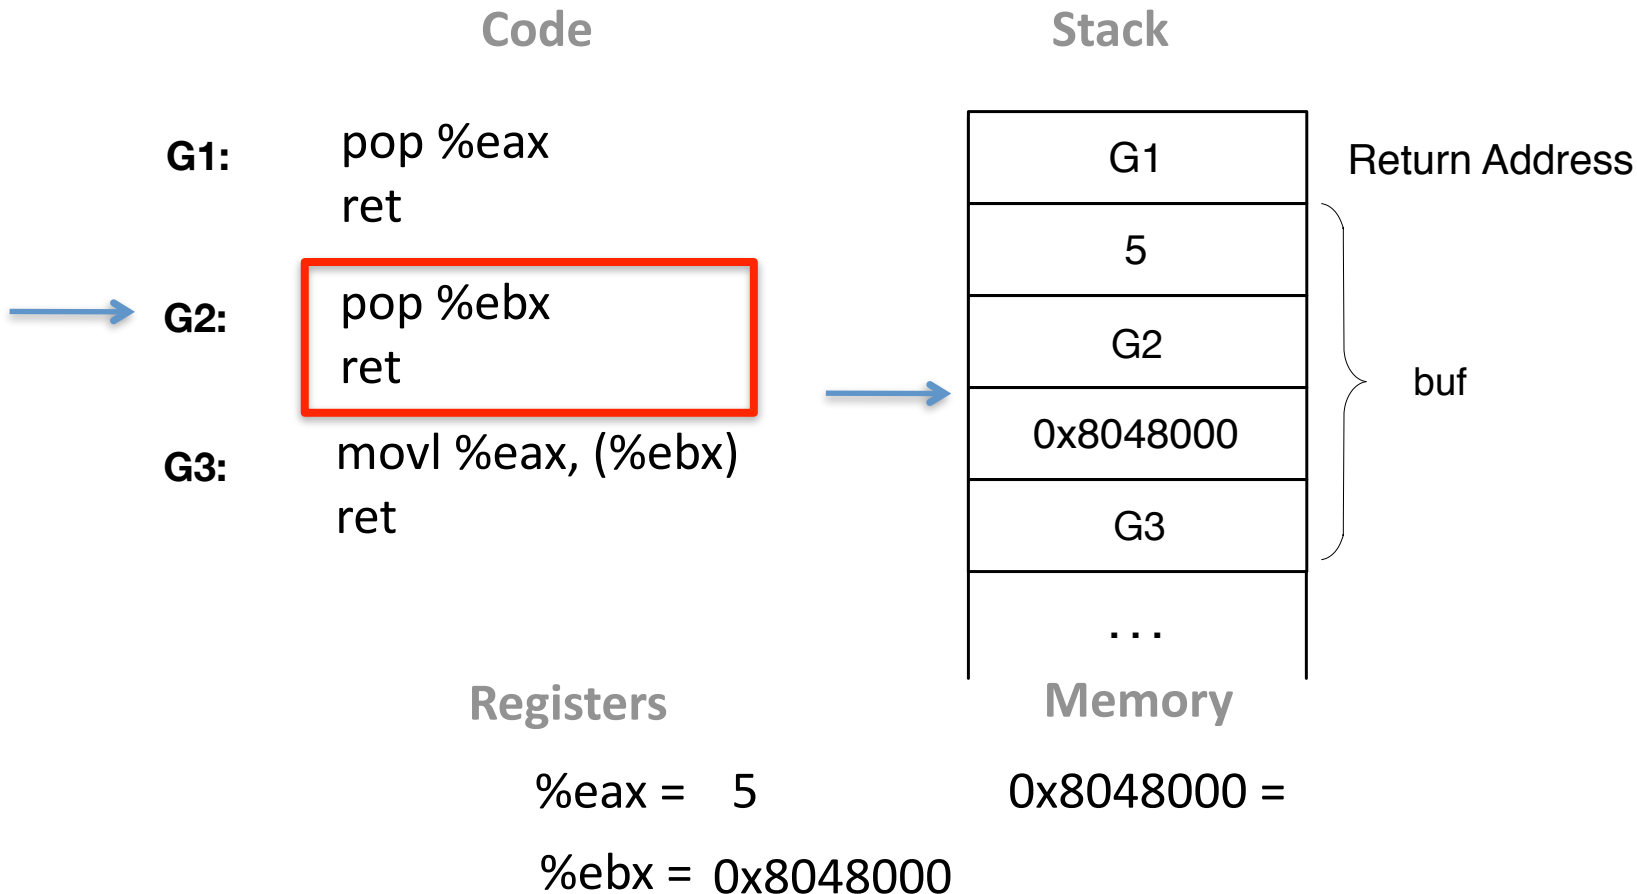 Code
G1:
pop %eax
ret
G2:
pop %ebx
ret
G3:
movl %eax, (%ebx)
ret
Stack
G1
Return Address
5
G2
0x8048000
G3
buf
...
Registers
%eax = 5
%ebx = 0x8048000
Memory
0x8048000 =